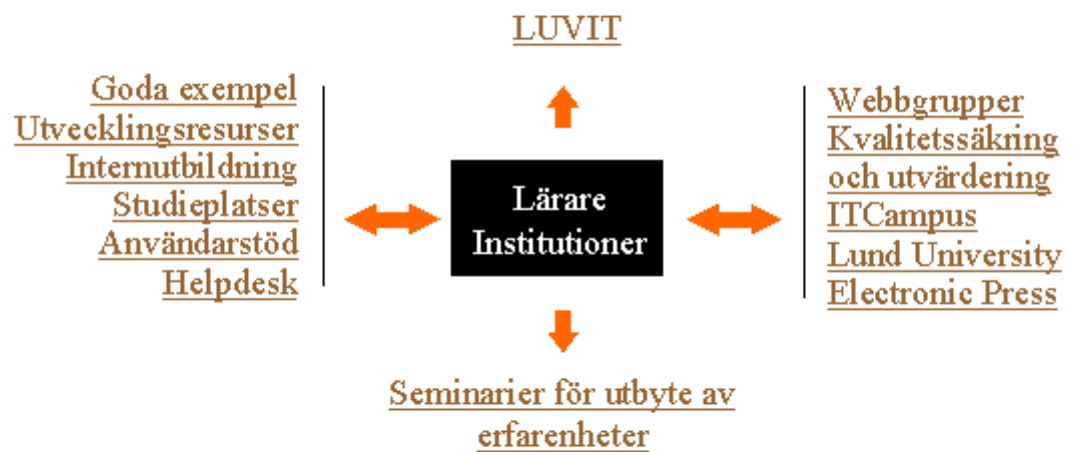 LUVIT
Goda exempel
Utvecklingsresurser
Internutbildning
Studieplatser
Användarstöd
Helpdesk
Lärare
Institutioner
Webbgrupper
Kvalitetssäkring
och utvärdering
ITCampus
Lund University
Electronic Press
Seminarier för utbyte av
erfarenheter